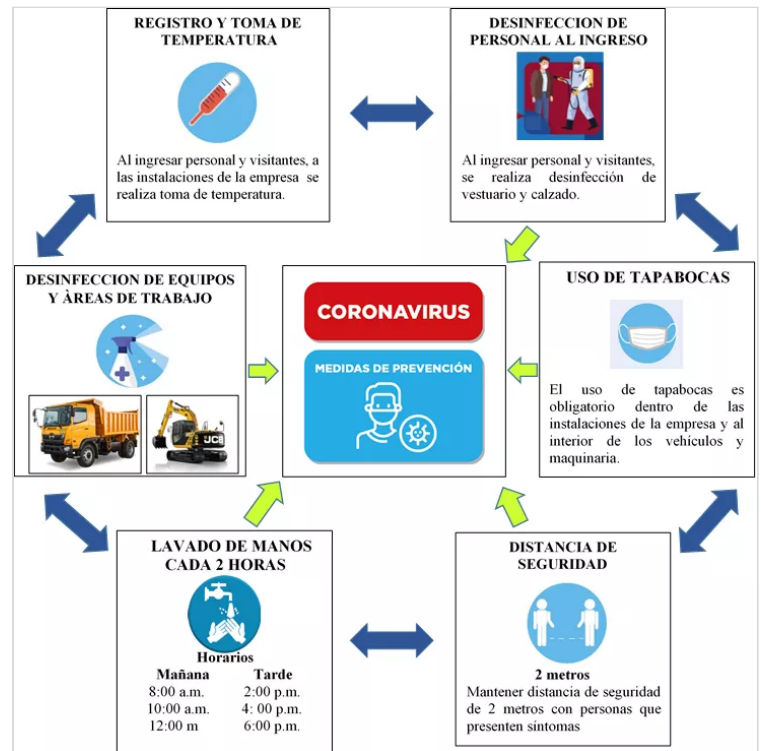 REGISTRO Y TOMA DE
TEMPERATURA
Al ingresar personal y visitantes, a
las instalaciones de la empresa se
realiza toma de temperatura.
DESINFECCION DE
PERSONAL AL INGRESO
Al ingresar personal y visitantes,
se realiza desinfección de
vestuario y calzado.
DESINFECCION DE EQUIPOS
Y ÀREAS DE TRABAJO
JCB
CORONAVIRUS
MEDIDAS DE PREVENCIÓN
USO DE TAPABOCAS
El uso de tapabocas es
obligatorio dentro de las
instalaciones de la empresa y al
interior de los vehículos y
maquinaria.
LAVADO DE MANOS
CADA 2 HORAS
Horarios
Mañana Tarde
8:00 a.m. 2:00 p.m.
10:00 a.m. 4: 00 p.m.
12:00 m 6:00 p.m.
DISTANCIA DE
SEGURIDAD
2 metros
Mantener distancia de seguridad
de 2 metros con personas que
presenten síntomas